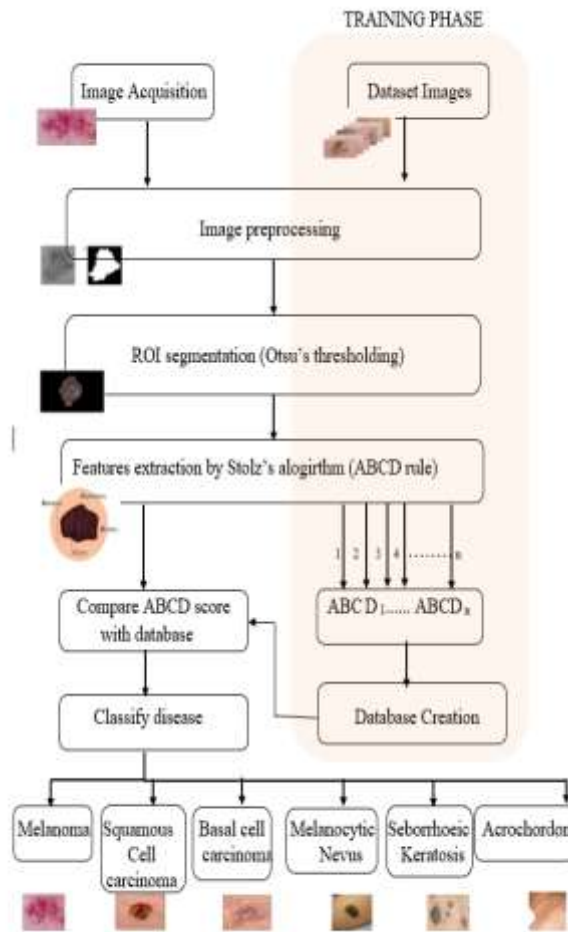 TRAINING PHASE
Image Acquisition
Dataset Images
Image preprocessing
ROI segmentation (Otsu's thresholding)
Features extraction by Stolz's alogirthm (ABCD rule)
1 2 3 4 ......... n
Compare ABCD score
with database
ABCD1...... ABCDn
Classify disease
Database Creation
Melanoma
Squamous
Cell
carcinoma
Basal cell
carcinoma
Melanocytic
Nevus
Seborrhoeic
Keratosis
Acrochordon